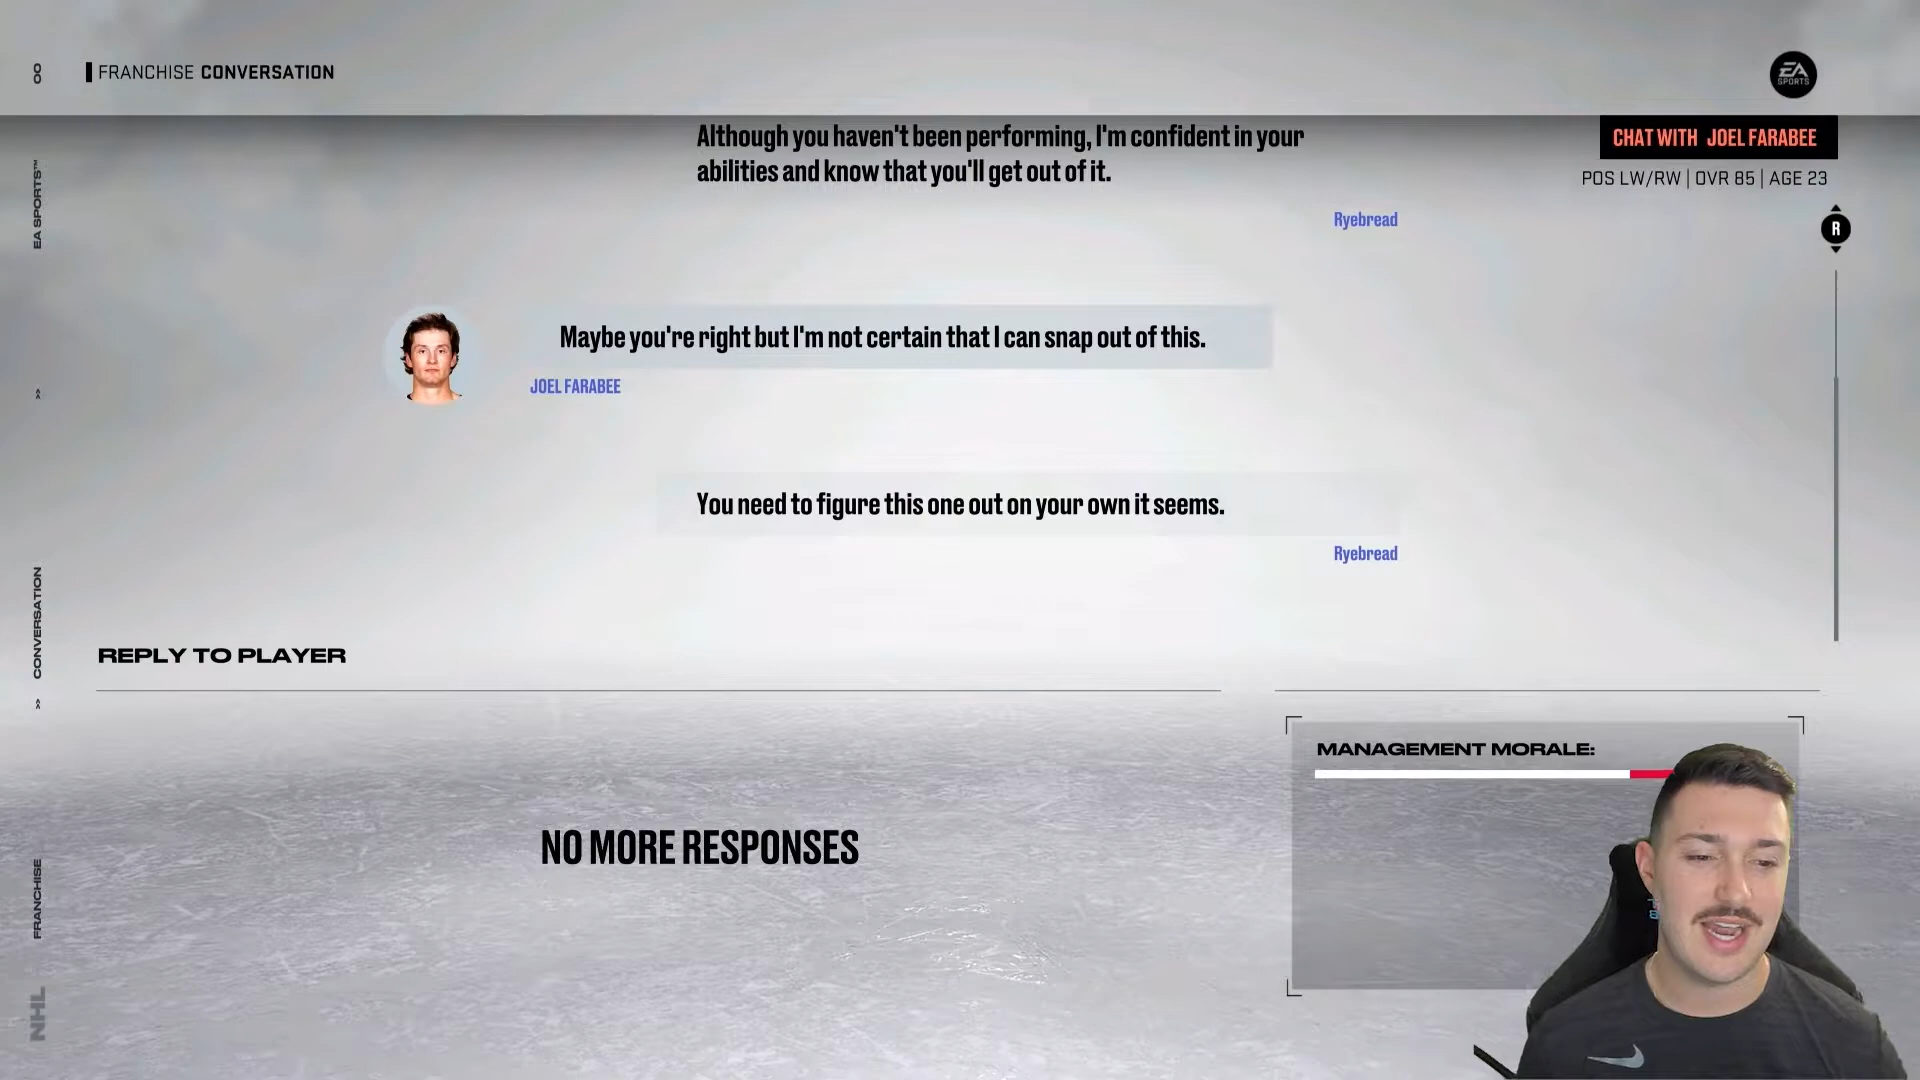 FRANCHISE CONVERSATION
EA SPORTS
Although you haven't been performing, I'm confident in your
abilities and know that you'll get out of it.
Ryebread
CHAT WITH JOEL FARABEE
POS LW/RW | OVR 85 | AGE 23
R
Maybe you're right but I'm not certain that I can snap out of this.
JOEL FARABEE
You need to figure this one out on your own it seems.
Ryebread
REPLY TO PLAYER
NO MORE RESPONSES
MANAGEMENT MORALE:
NHL
FRANCHISE
>>
CONVERSATION
>>
EA SPORTS™